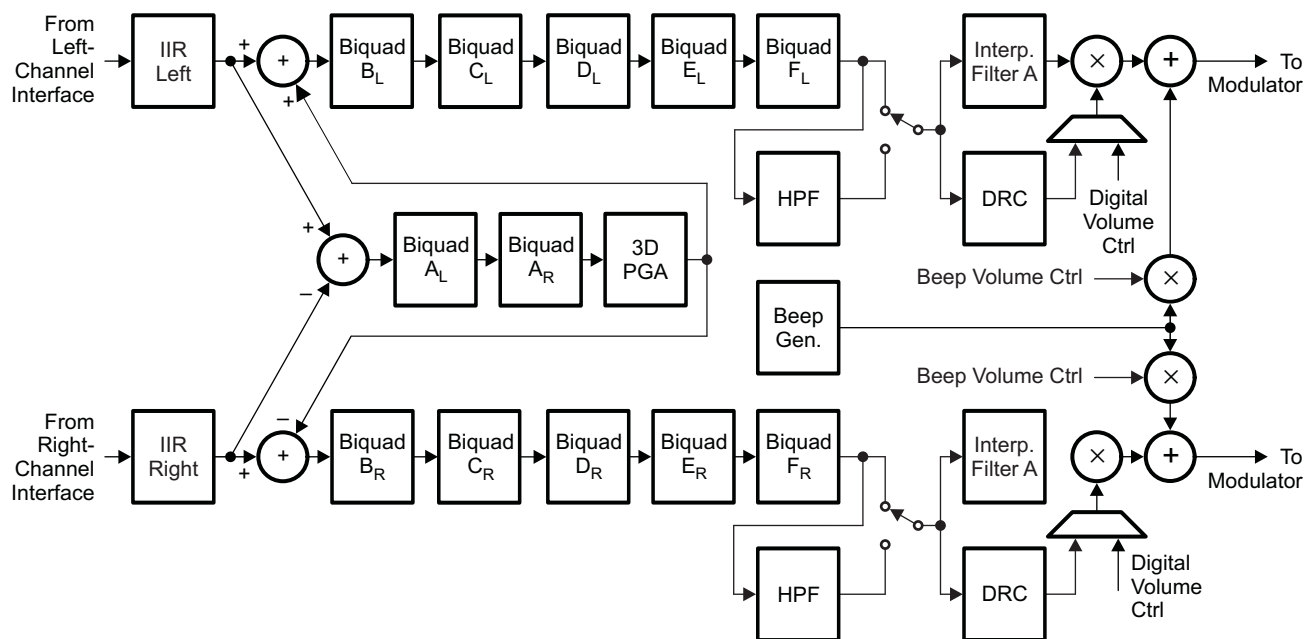 From
Left-
Channel
Interface
IIR
Left
+
+
+
Biquad
BL
Biquad
CL
Biquad
DL
Biquad
EL
Biquad
FL
Interp.
Filter A
×
+
To
Modulator
HPF
DRC
Digital
Volume
Ctrl
+
+
−
Biquad
AL
Biquad
AR
3D
PGA
Beep
Gen.
Beep Volume Ctrl
×
Beep Volume Ctrl
×
From
Right-
Channel
Interface
IIR
Right
−
+
+
Biquad
BR
Biquad
CR
Biquad
DR
Biquad
ER
Biquad
FR
Interp.
Filter A
×
+
To
Modulator
HPF
DRC
Digital
Volume
Ctrl